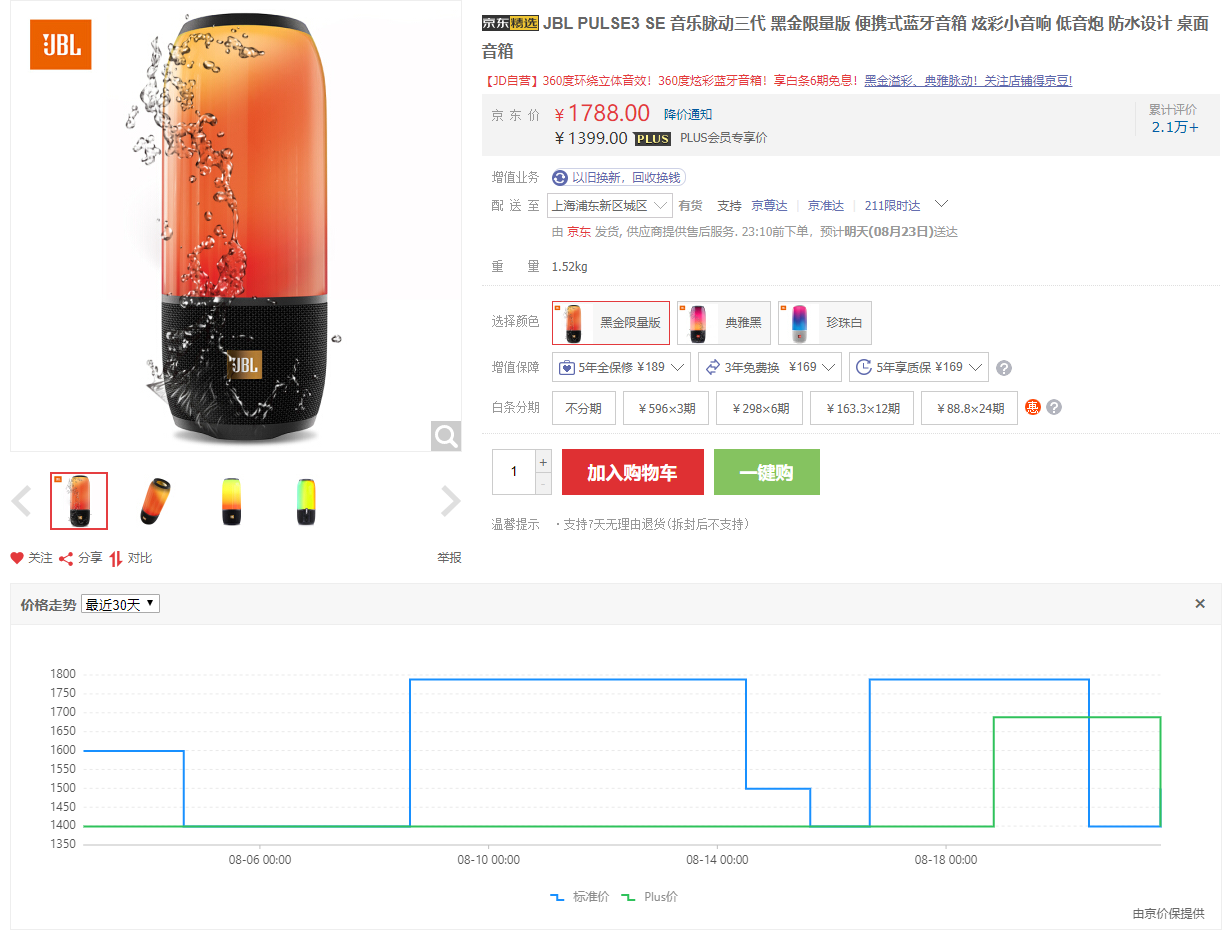 JBL
京东精选 JBL PULSE3 SE 音乐脉动三代 黑金限量版 便携式蓝牙音箱 炫彩小音响 低音炮 防水设计 桌面
音箱
【JD自营】360度环绕立体音效！360度炫彩蓝牙音箱！享白条6期免息！黑金溢彩、典雅脉动！关注店铺得京豆!
京东价 ¥1788.00 降价通知
¥1399.00 PLUS PLUS会员专享价
累计评价
2.1万+
增值业务 以旧换新，回收换钱
配送至 上海浦东新区城区 有货 支持 京尊达 京准达 211限时达
由 京东 发货, 供应商提供售后服务. 23:10前下单，预计明天(08月23日)送达
重量 1.52kg
选择颜色 黑金限量版 典雅黑 珍珠白
增值保障 5年全保修 ¥189 3年免费换 ¥169 5年享质保 ¥169 ?
白条分期 不分期 ￥596×3期 ￥298×6期 ￥163.3×12期 ￥88.8×24期 惠 ?
1 + - 加入购物车 一键购
温馨提示 · 支持7天无理由退货(拆封后不支持)
JBL
关注 分享 对比 举报
价格走势 最近30天 ▼ ×
1800
1750
1700
1650
1600
1550
1500
1450
1400
1350
08-06 00:00 08-10 00:00 08-14 00:00 08-18 00:00
标准价 Plus价
由京价保提供